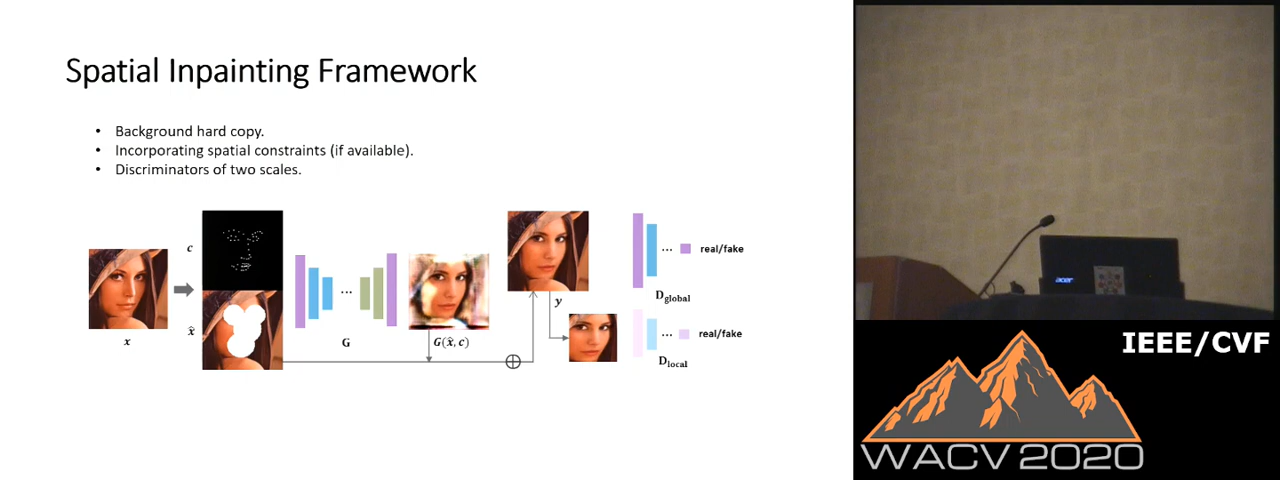 Spatial Inpainting Framework
• Background hard copy.
• Incorporating spatial constraints (if available).
• Discriminators of two scales.
c
x
x̂
G
G(x̂, c)
y
...
...
...
real/fake
D_global
real/fake
D_local
acer
IEEE/CVF
WACV 2020